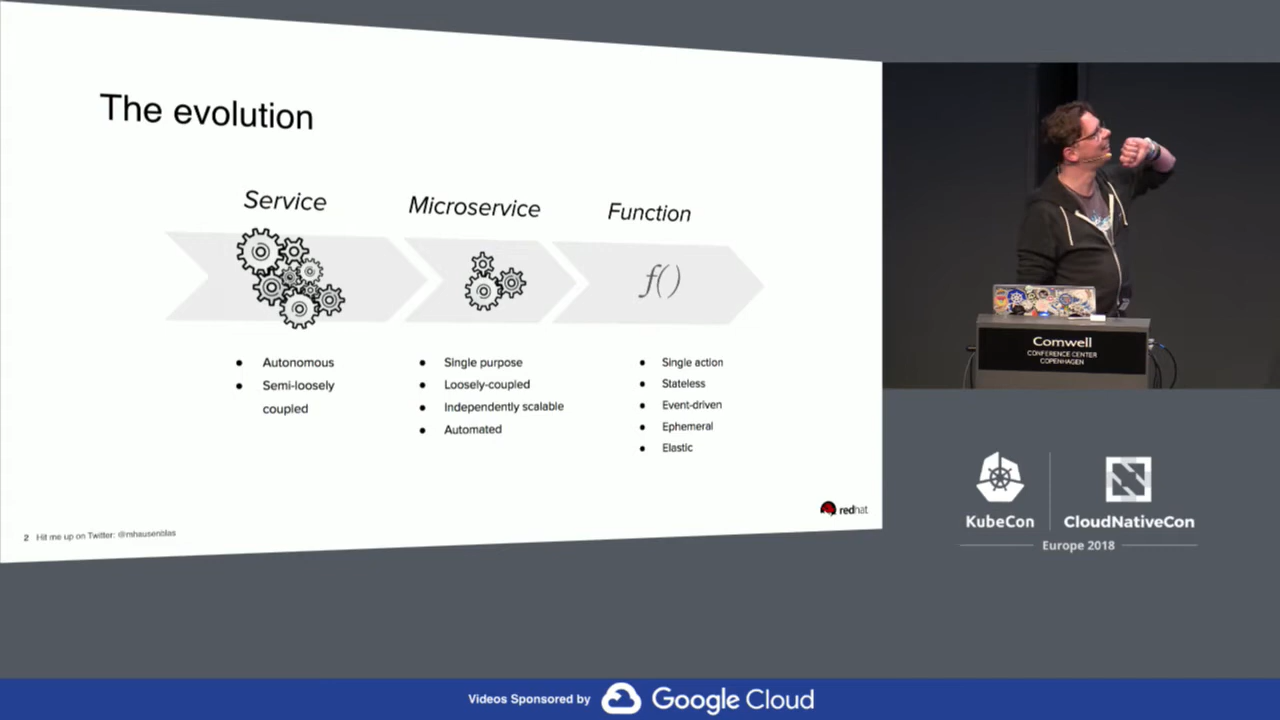 The evolution
Service
Microservice
Function
f()
Autonomous
Semi-loosely
coupled
Single purpose
Loosely-coupled
Independently scalable
Automated
Single action
Stateless
Event-driven
Ephemeral
Elastic
redhat
2 Hit me up on Twitter: @mhausenblas
Comwell
CONFERENCE CENTER
COPENHAGEN
KubeCon
CloudNativeCon
Europe 2018
Videos Sponsored by Google Cloud